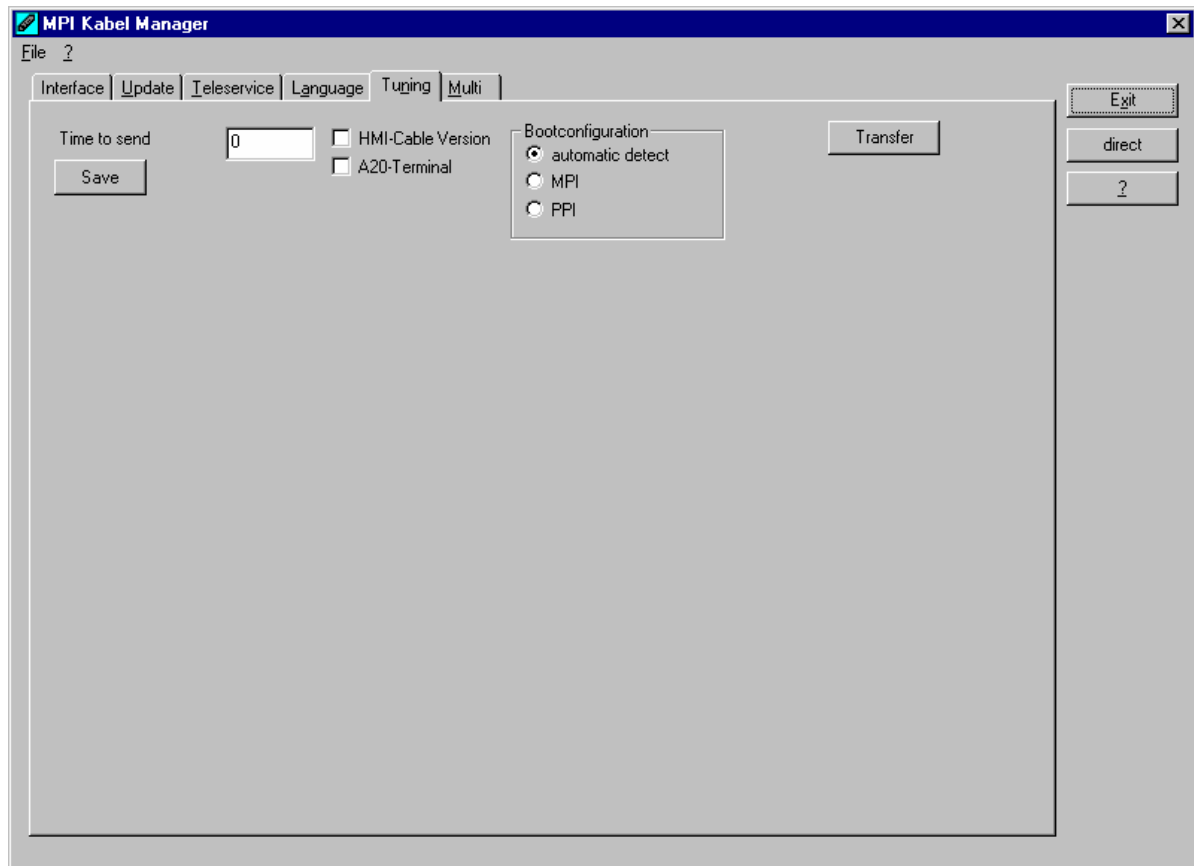 MPI Kabel Manager
File ?
Interface Update Teleservice Language Tuning Multi
Exit
direct
?
Time to send 0
Save
HMI-Cable Version
A20-Terminal
Bootconfiguration
automatic detect
MPI
PPI
Transfer